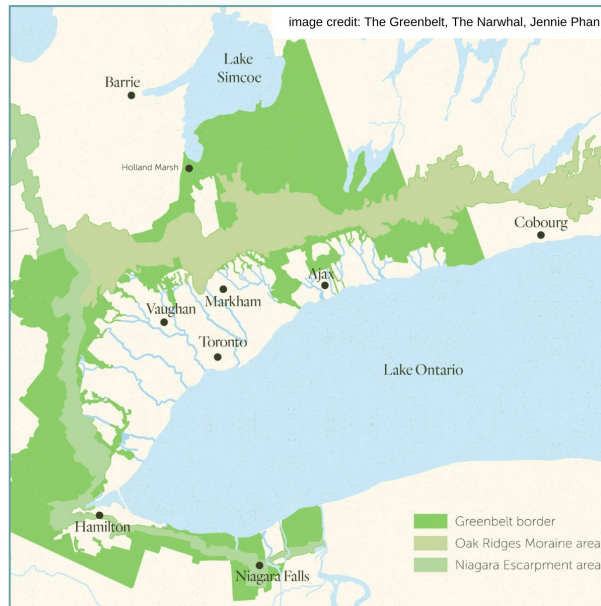 image credit: The Greenbelt, The Narwhal, Jennie Phan
Lake
Simcoe
Barrie
Holland Marsh
Cobourg
Ajax
Markham
Vaughan
Toronto
Lake Ontario
Hamilton
Niagara Falls
Greenbelt border
Oak Ridges Moraine area
Niagara Escarpment area